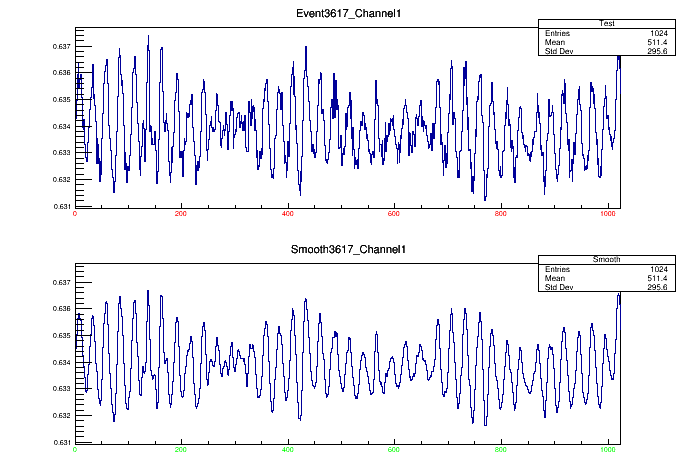 Event3617_Channel1
Test
Entries 1024
Mean 511.4
Std Dev 295.6
0.637
0.636
0.635
0.634
0.633
0.632
0.631
0 200 400 600 800 1000
Smooth3617_Channel1
Smooth
Entries 1024
Mean 511.4
Std Dev 295.6
0.637
0.636
0.635
0.634
0.633
0.632
0.631
0 200 400 600 800 1000